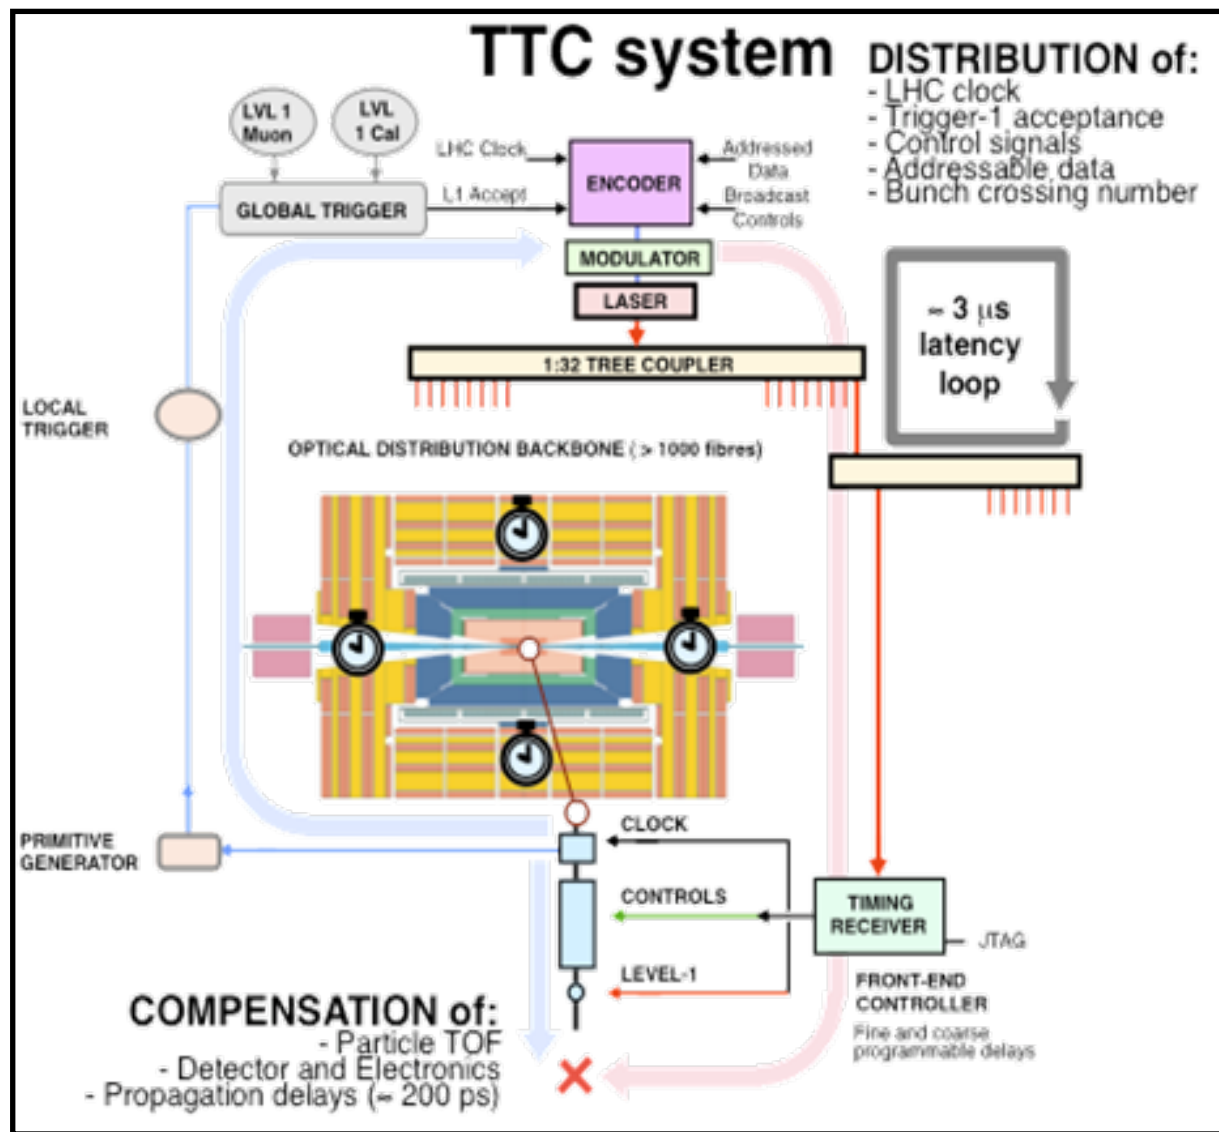 TTC system
DISTRIBUTION of:
- LHC clock
- Trigger-1 acceptance
- Control signals
- Addressable data
- Bunch crossing number
LVL 1
Muon
LVL
1 Cal
GLOBAL TRIGGER
LHC Clock
L1 Accept
ENCODER
Addressed
Data
Broadcast
Controls
MODULATOR
LASER
≈ 3 μs
latency
loop
1:32 TREE COUPLER
LOCAL
TRIGGER
OPTICAL DISTRIBUTION BACKBONE ( > 1000 fibres)
PRIMITIVE
GENERATOR
CLOCK
CONTROLS
LEVEL-1
TIMING
RECEIVER
JTAG
FRONT-END
CONTROLLER
Fine and coarse
programmable delays
COMPENSATION of:
- Particle TOF
- Detector and Electronics
- Propagation delays (≈ 200 ps)